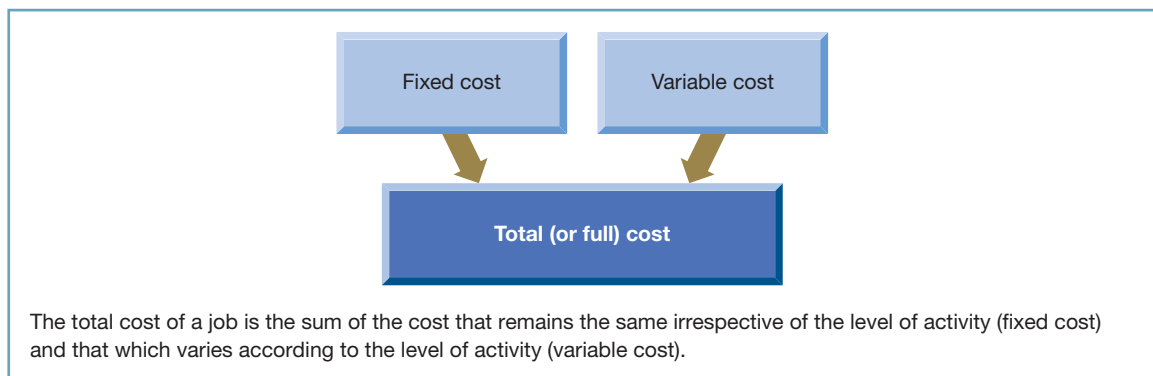 Fixed cost
Variable cost
Total (or full) cost
The total cost of a job is the sum of the cost that remains the same irrespective of the level of activity (fixed cost)
and that which varies according to the level of activity (variable cost).